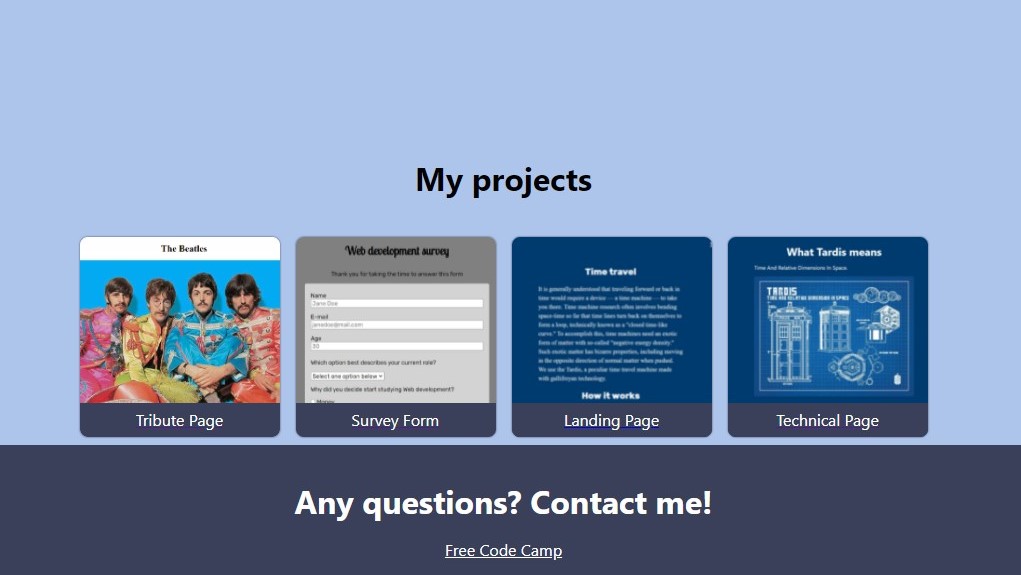 My projects
The Beatles
Tribute Page
Web development survey
Thank you for taking the time to answer this form
Name
Jane Doe
E-mail
janedoe@mail.com
Age
30
Which option best describes your current role?
Select one option below
Why did you decide start studying Web development?
Money
Survey Form
Time travel
It is generally understood that traveling forward or back in
time would require a device — a time machine — to take
you there. Time machine research often involves bending
space-time so far that time lines turn back on themselves to
form a loop, technically known as a "closed time-like
curve." To accomplish this, time machines need an exotic
form of matter with so-called "negative energy density."
Such exotic matter has bizarre properties, including moving
in the opposite direction of normal matter when pushed.
We use the Tardis, a peculiar time travel machine made
with gallifreyan technology.
How it works
Landing Page
What Tardis means
Time And Relative Dimensions In Space.
TARDIS
TIME AND RELATIVE DIMENSION IN SPACE
Technical Page
Any questions? Contact me!
Free Code Camp